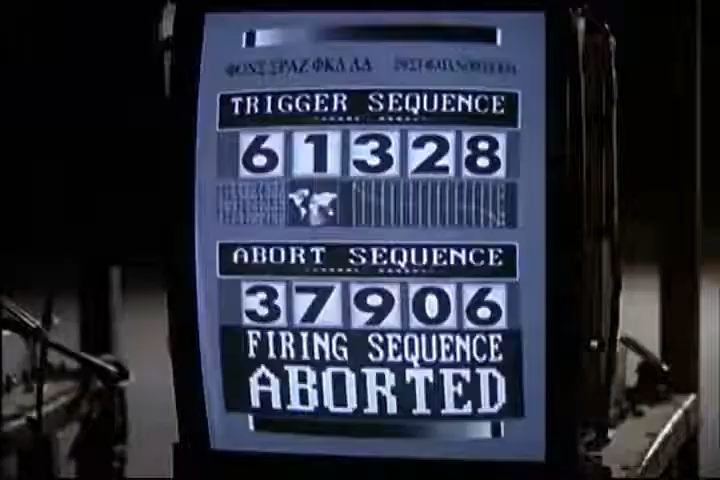 TRIGGER SEQUENCE
61328
ABORT SEQUENCE
37906
FIRING SEQUENCE
ABORTED